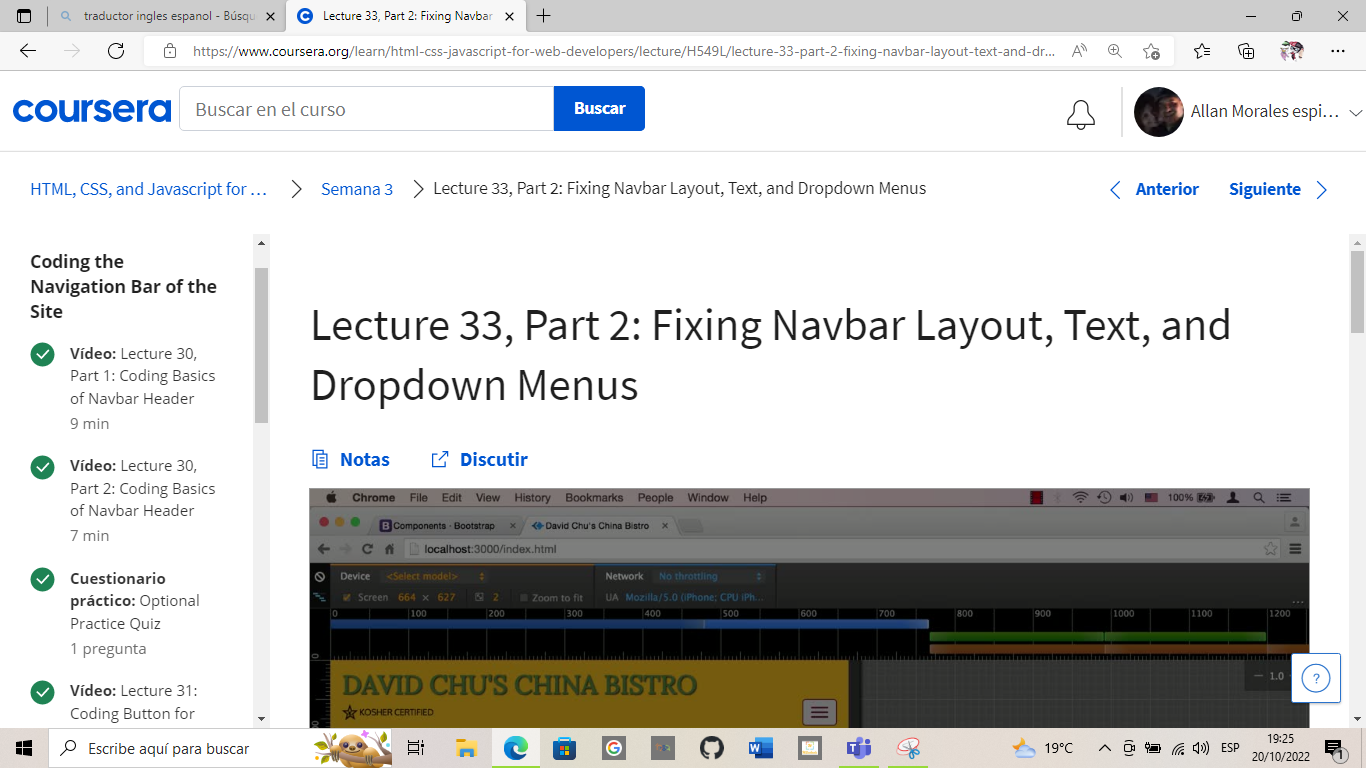 traductor ingles espanol - Búsqu
Lecture 33, Part 2: Fixing Navbar
https://www.coursera.org/learn/html-css-javascript-for-web-developers/lecture/H549L/lecture-33-part-2-fixing-navbar-layout-text-and-dr...
coursera
Buscar en el curso
Buscar
Allan Morales espi...
HTML, CSS, and Javascript for ...
Semana 3
Lecture 33, Part 2: Fixing Navbar Layout, Text, and Dropdown Menus
Anterior
Siguiente
Coding the
Navigation Bar of the
Site
Vídeo: Lecture 30,
Part 1: Coding Basics
of Navbar Header
9 min
Vídeo: Lecture 30,
Part 2: Coding Basics
of Navbar Header
7 min
Cuestionario
práctico: Optional
Practice Quiz
1 pregunta
Vídeo: Lecture 31:
Coding Button for
Lecture 33, Part 2: Fixing Navbar Layout, Text, and
Dropdown Menus
Notas
Discutir
Chrome File Edit View History Bookmarks People Window Help
100%
Components - Bootstrap
David Chu's China Bistro
localhost:3000/index.html
Device <Select model>
Network No throttling
Screen 664 × 627 2 Zoom to fit
UA Mozilla/5.0 (iPhone; CPU iPh...
0 100 200 300 400 500 600 700 800 900 1000 1100 1200
DAVID CHU'S CHINA BISTRO
KOSHER CERTIFIED
1.0
?
Escribe aquí para buscar
19°C
ESP
19:25
20/10/2022
1